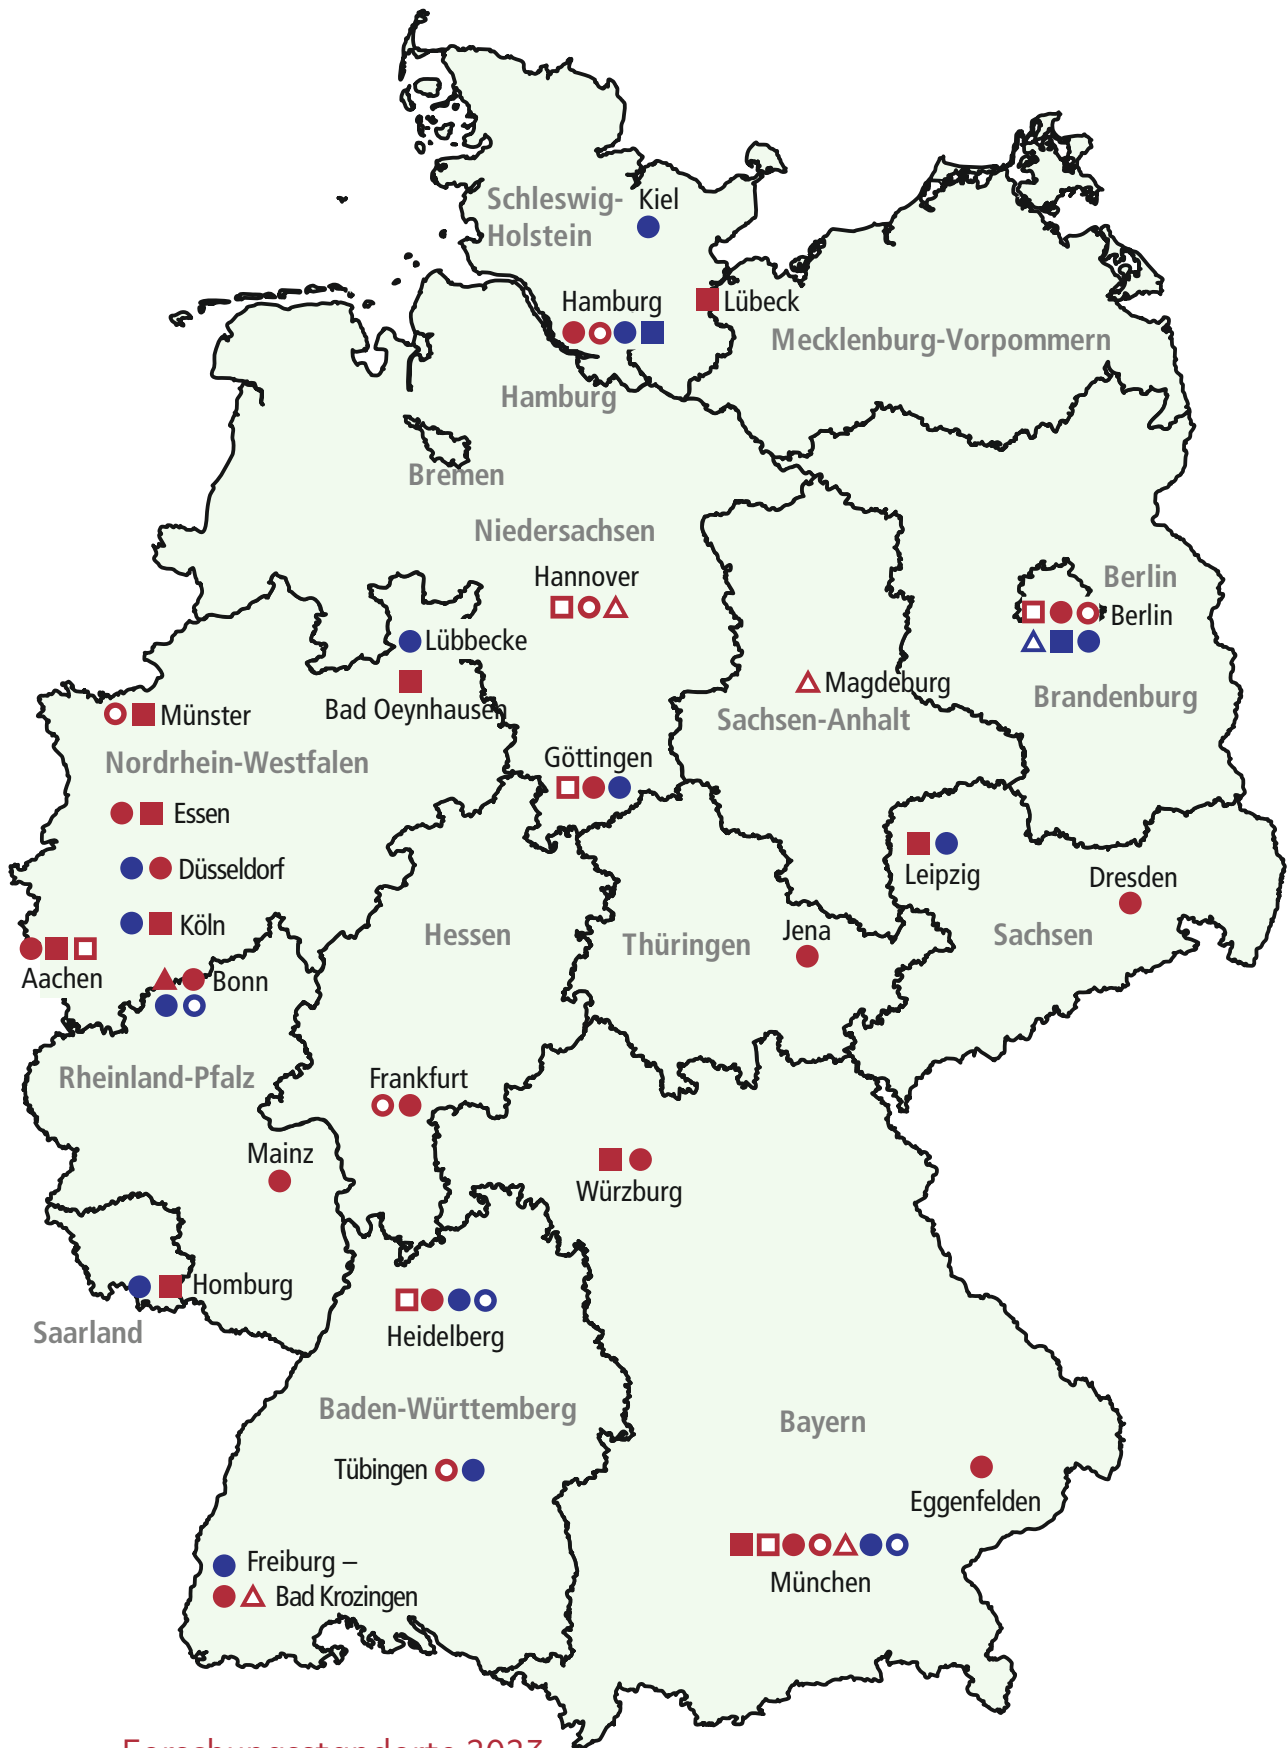 Schleswig-
Holstein
Kiel
Hamburg
Lübeck
Mecklenburg-Vorpommern
Hamburg
Bremen
Niedersachsen
Hannover
Berlin
Berlin
Lübbecke
Magdeburg
Brandenburg
Bad Oeynhausen
Münster
Sachsen-Anhalt
Nordrhein-Westfalen
Göttingen
Essen
Düsseldorf
Leipzig
Dresden
Köln
Hessen
Thüringen
Jena
Sachsen
Aachen
Bonn
Rheinland-Pfalz
Frankfurt
Mainz
Würzburg
Homburg
Saarland
Heidelberg
Baden-Württemberg
Bayern
Tübingen
Eggenfelden
Freiburg –
Bad Krozingen
München
Forschungsstandorte 2023